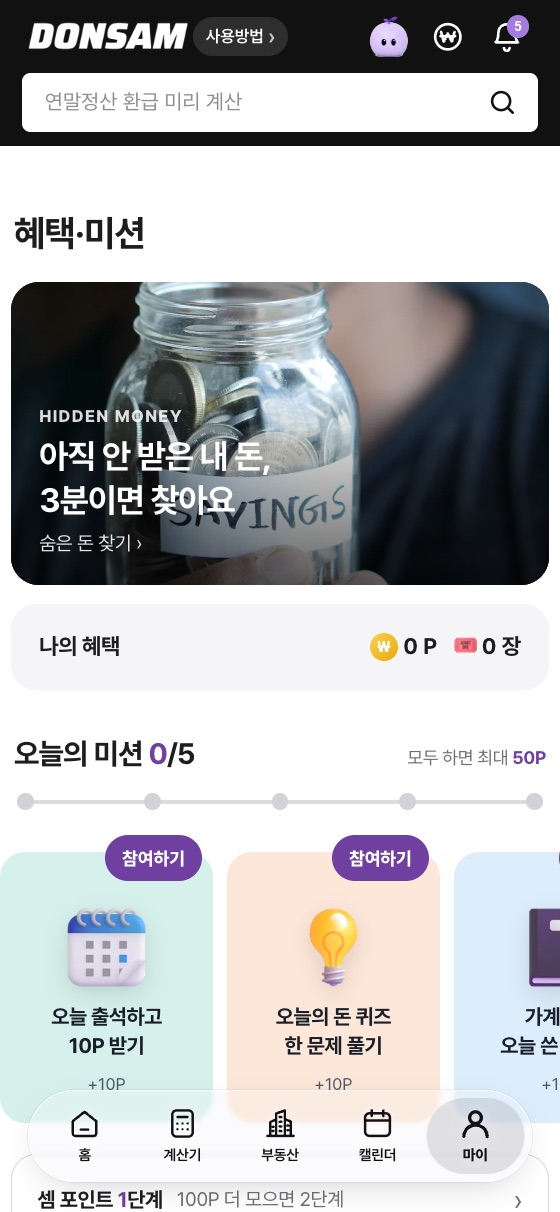 DONSAM 사용방법 ›
5
연말정산 환급 미리 계산
혜택·미션
HIDDEN MONEY
아직 안 받은 내 돈,
3분이면 찾아요
SAVINGS
숨은 돈 찾기 ›
나의 혜택 0 P 0 장
오늘의 미션 0/5
모두 하면 최대 50P
참여하기
오늘 출석하고
10P 받기
+10P
참여하기
오늘의 돈 퀴즈
한 문제 풀기
+10P
가계
오늘 쓴
홈
계산기
부동산
캘린더
마이
셈 포인트 1단계 100P 더 모으면 2단계 ›